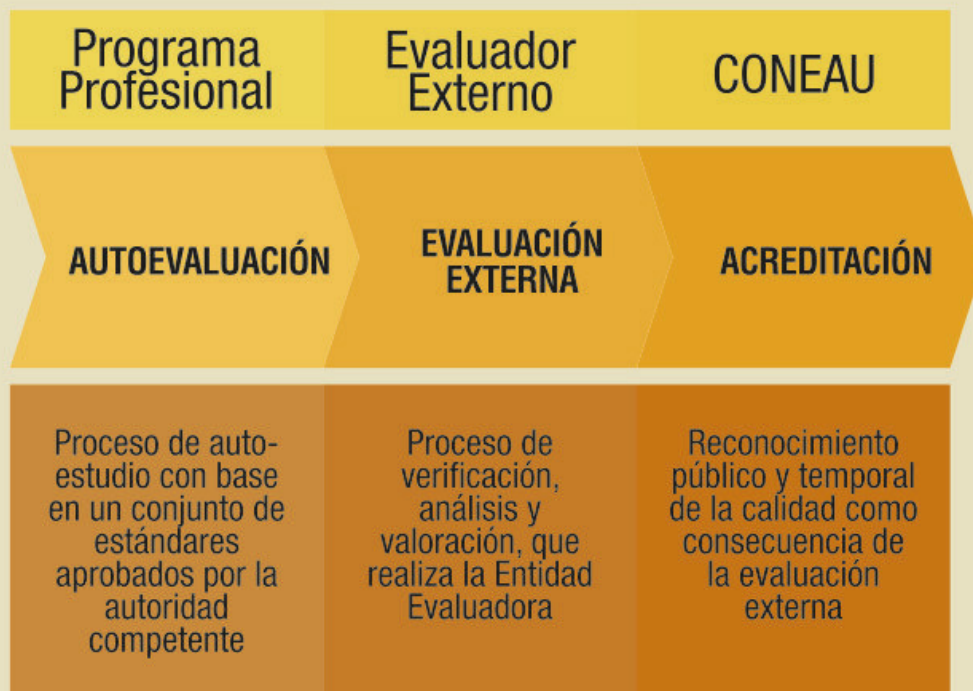 Programa
Profesional
Evaluador
Externo
CONEAU
AUTOEVALUACIÓN
EVALUACIÓN
EXTERNA
ACREDITACIÓN
Proceso de auto-
estudio con base
en un conjunto de
estándares
aprobados por la
autoridad
competente
Proceso de
verificación,
análisis y
valoración, que
realiza la Entidad
Evaluadora
Reconocimiento
público y temporal
de la calidad como
consecuencia de
la evaluación
externa